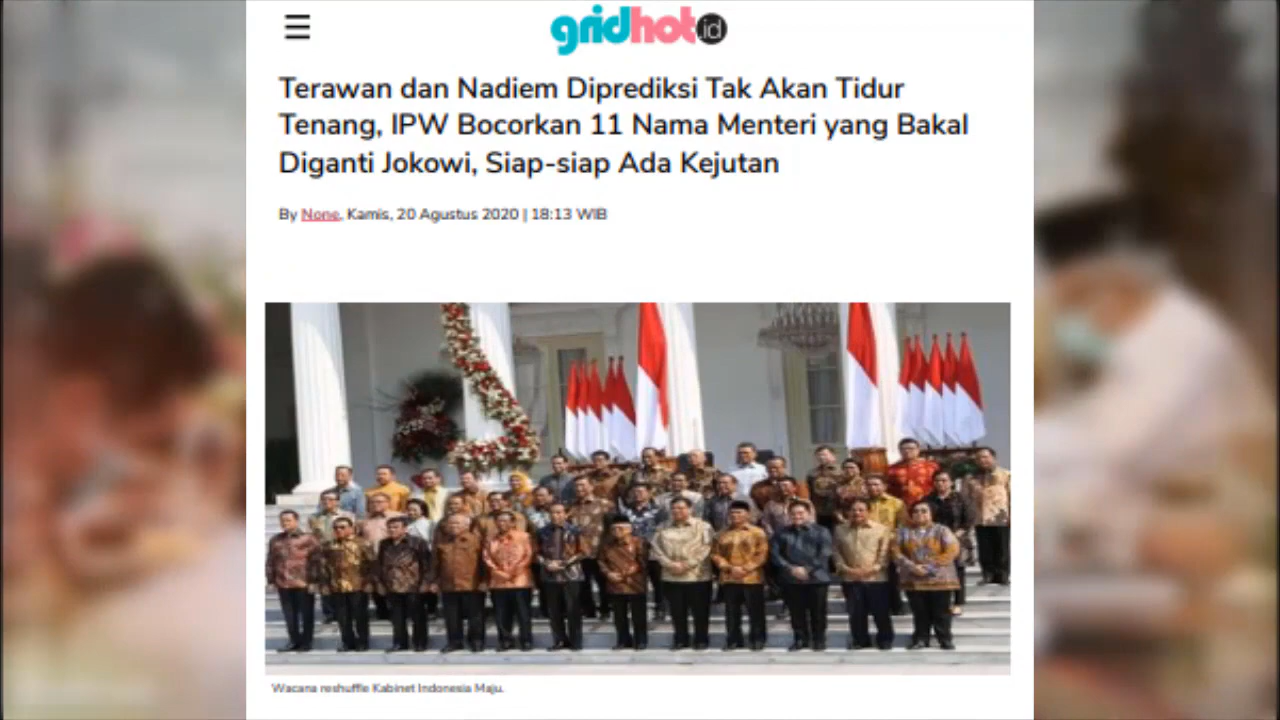 gridhot.id
Terawan dan Nadiem Diprediksi Tak Akan Tidur
Tenang, IPW Bocorkan 11 Nama Menteri yang Bakal
Diganti Jokowi, Siap-siap Ada Kejutan
By None, Kamis, 20 Agustus 2020 | 18:13 WIB
Wacana reshuffle Kabinet Indonesia Maju.